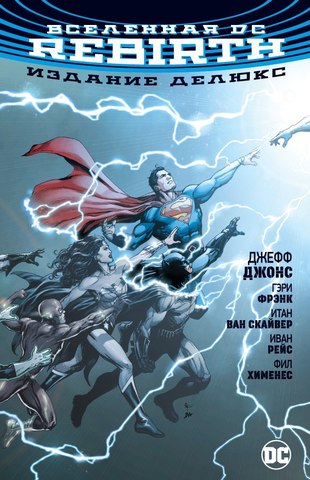 ВСЕЛЕННАЯ DC
REBIRTH
ИЗДАНИЕ ДЕЛЮКС
ДЖЕФФ
ДЖОНС
ГЭРИ
ФРЭНК
ИТАН
ВАН СКАЙВЕР
ИВАН
РЕЙС
ФИЛ
ХИМЕНЕС
DC